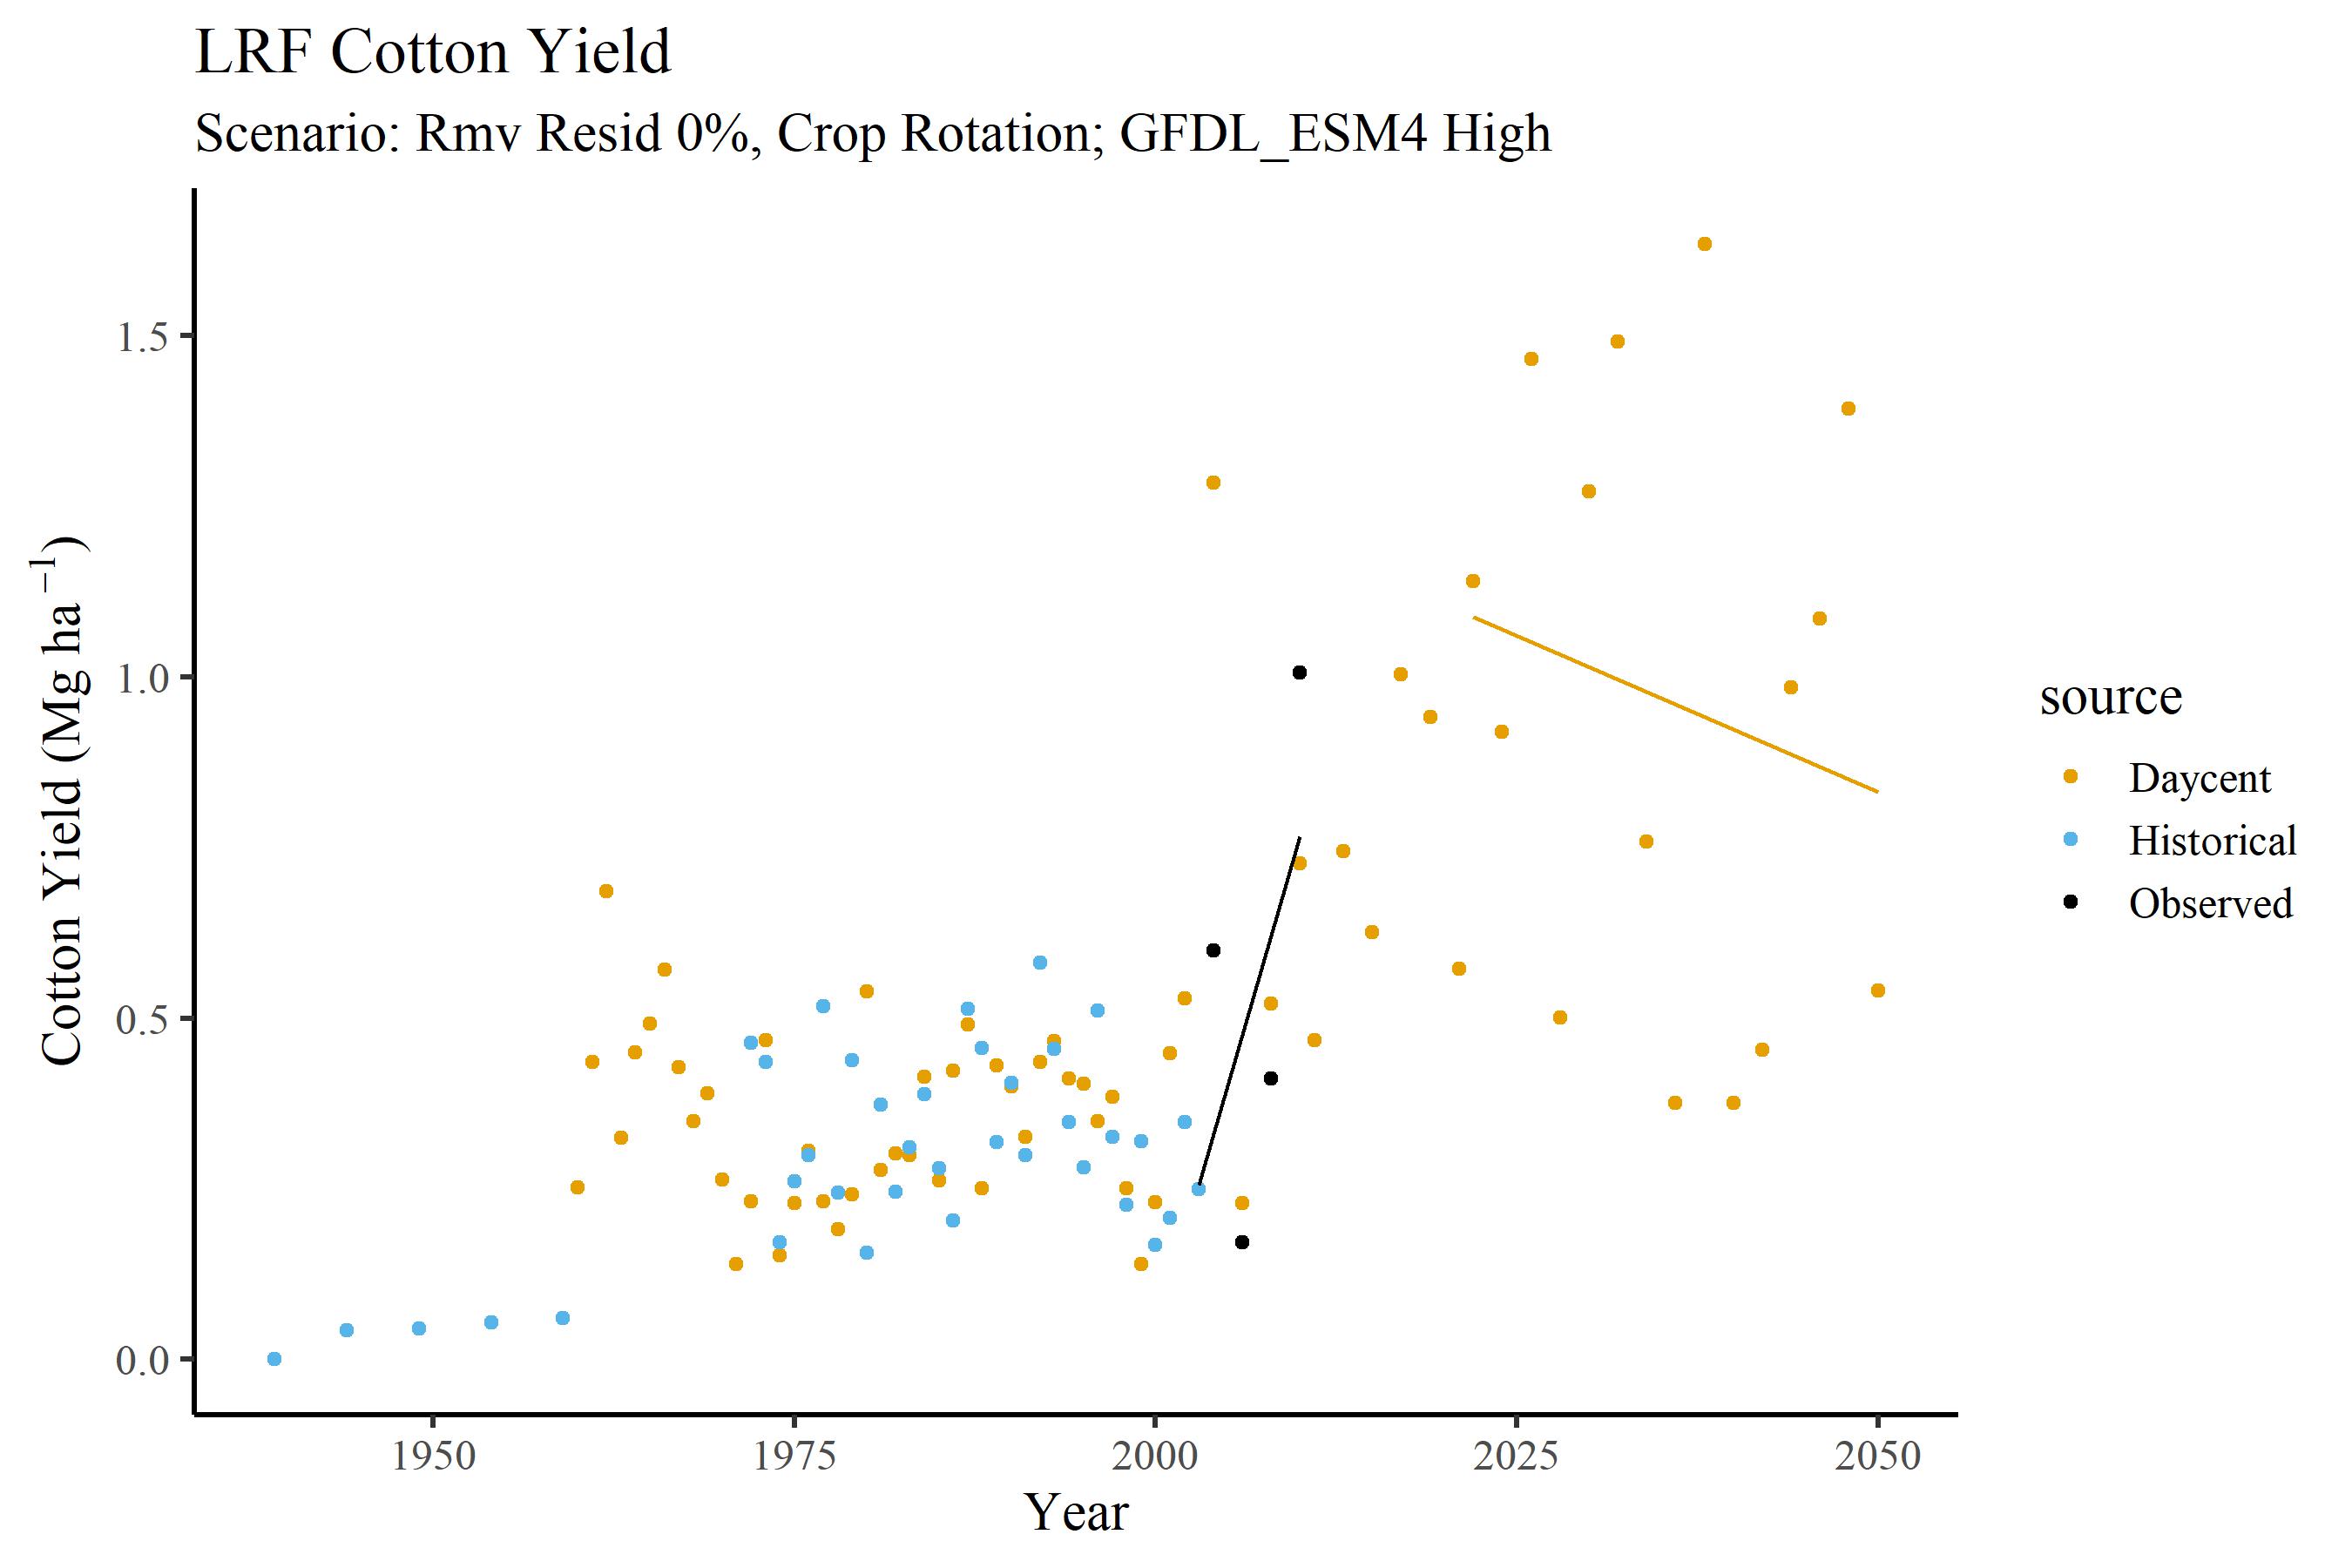 LRF Cotton Yield
Scenario: Rmv Resid 0%, Crop Rotation; GFDL_ESM4 High
Cotton Yield (Mg ha⁻¹)
1.5
1.0
0.5
0.0
1950 1975 2000 2025 2050
Year
source
Daycent
Historical
Observed